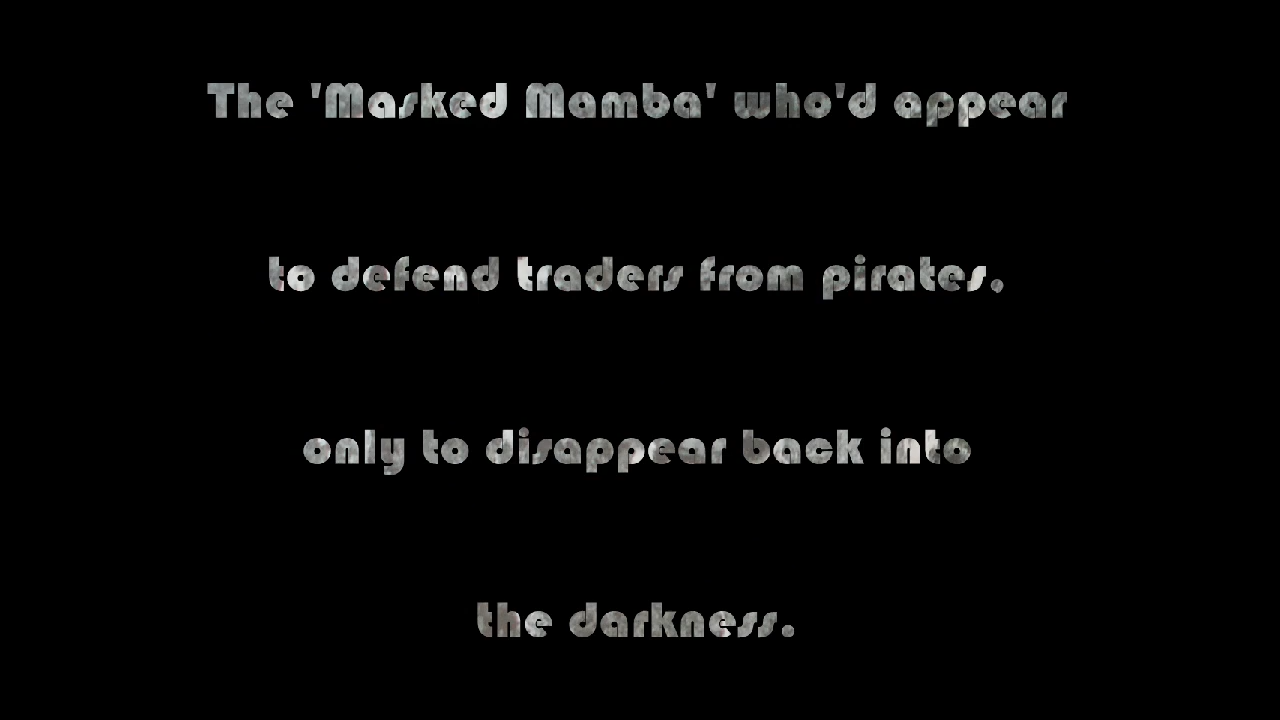 The 'Masked Mamba' who'd appear
to defend traders from pirates.
only to disappear back into
the darkness.